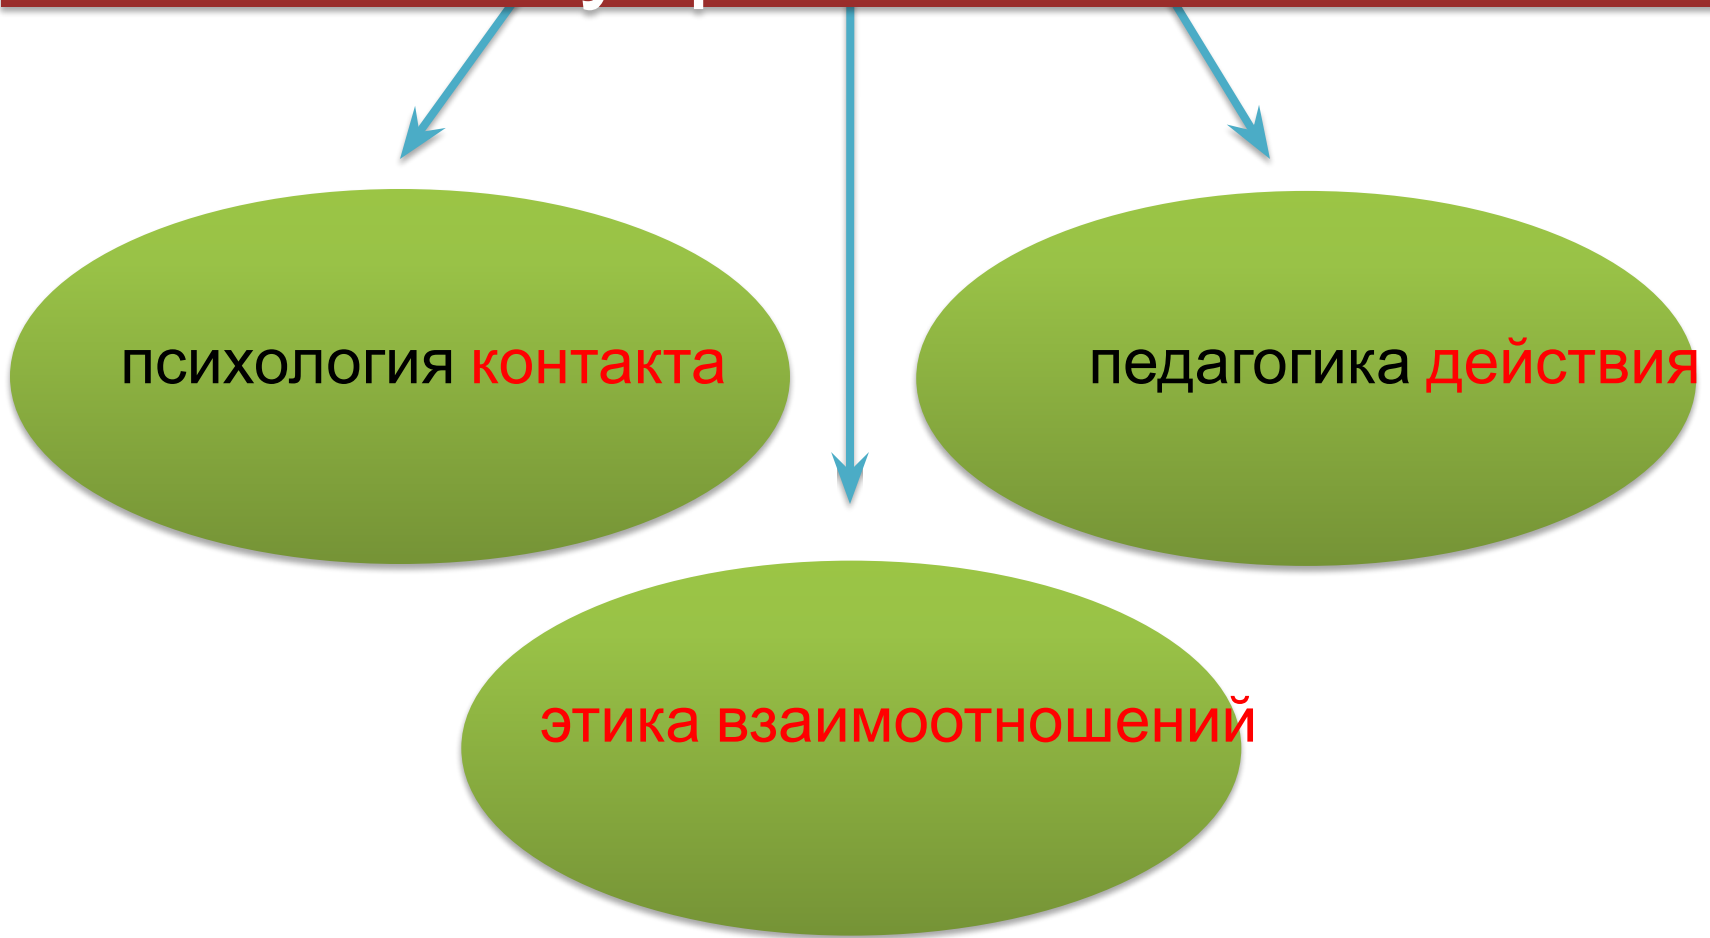 психология контакта
педагогика действия
этика взаимоотношений